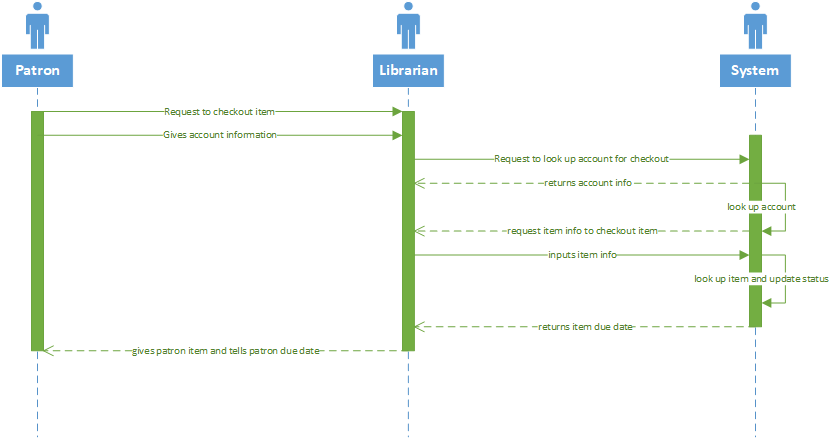 Patron
Librarian
System
Request to checkout item
Gives account information
Request to look up account for checkout
returns account info
look up account
request item info to checkout item
inputs item info
look up item and update status
returns item due date
gives patron item and tells patron due date